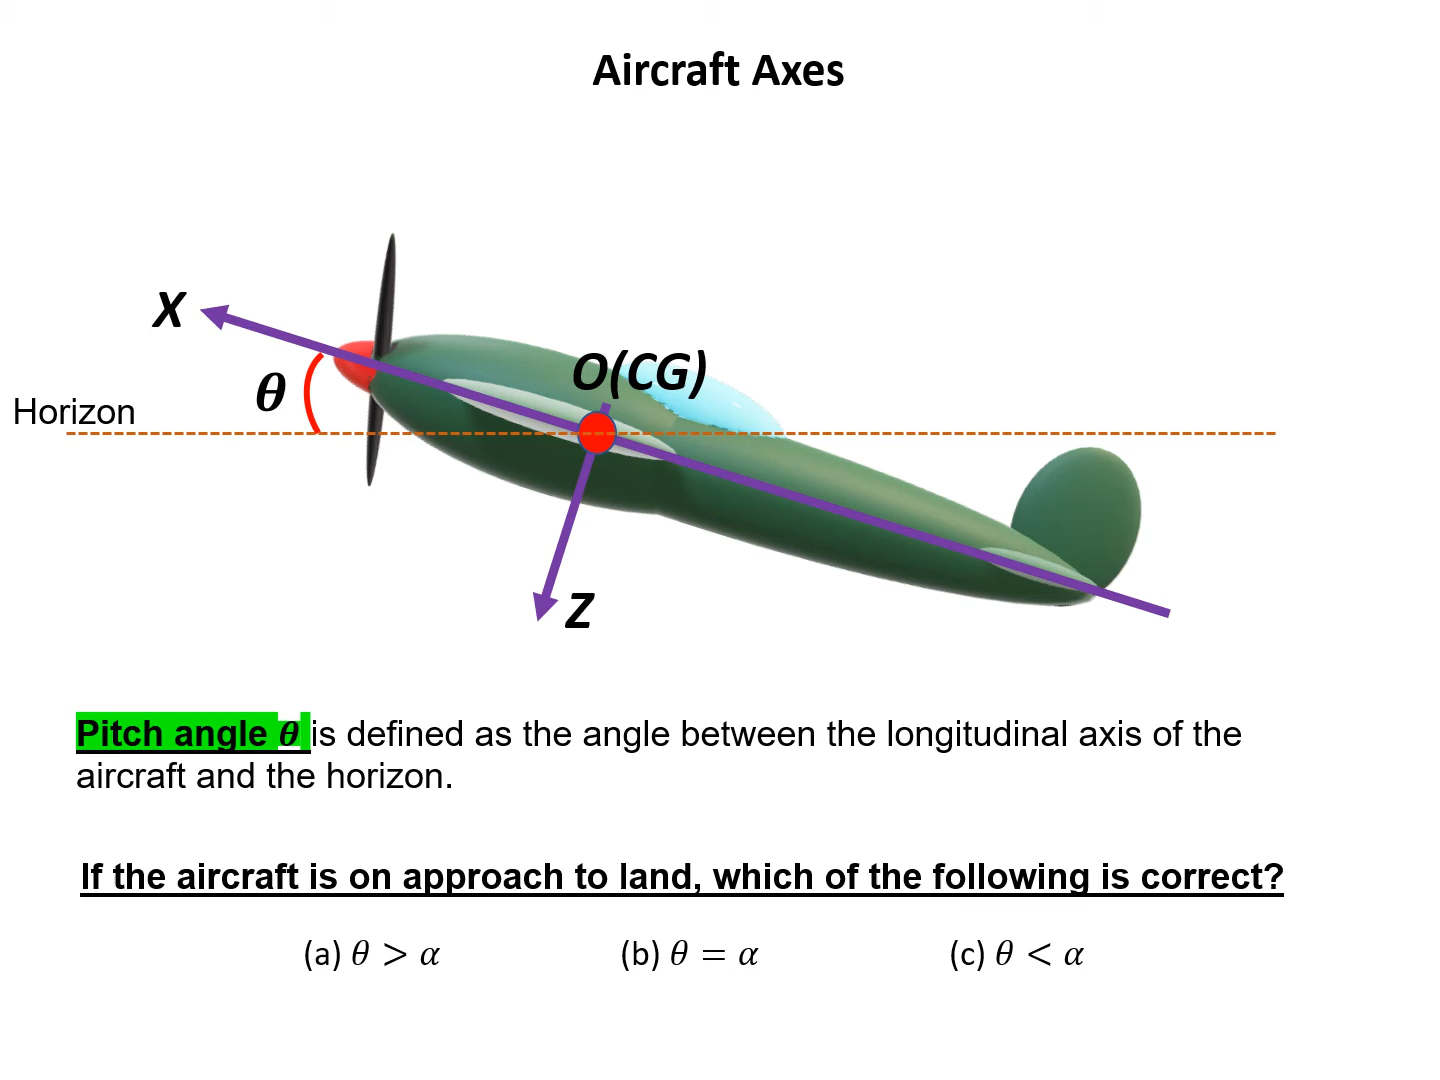 Aircraft Axes
X
O(CG)
θ
Horizon
Z
Pitch angle θ is defined as the angle between the longitudinal axis of the
aircraft and the horizon.
If the aircraft is on approach to land, which of the following is correct?
(a) θ > α (b) θ = α (c) θ < α